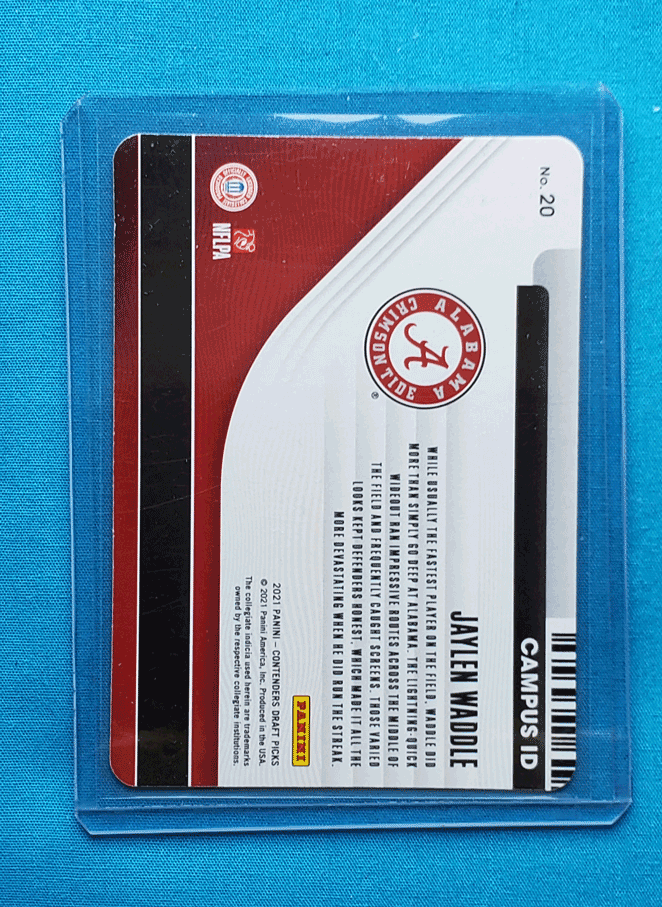 No. 20
CAMPUS ID
ALABAMA
A
CRIMSON TIDE
®
JAYLEN WADDLE
WHILE USUALLY THE FASTEST PLAYER ON THE FIELD, WADDLE DID
MORE THAN SIMPLY GO DEEP AT ALABAMA. THE LIGHTNING-QUICK
WIDEOUT RAN IMPRESSIVE ROUTES ACROSS THE MIDDLE OF
THE FIELD AND FREQUENTLY CAUGHT SCREENS. THOSE VARIED
LOOKS KEPT DEFENDERS HONEST, WHICH MADE IT ALL THE
MORE DEVASTATING WHEN HE DID RUN THE STREAK.
PANINI
2021 PANINI – CONTENDERS DRAFT PICKS
© 2021 Panini America, Inc. Produced in the USA.
The collegiate indicia used herein are trademarks
owned by the respective collegiate institutions.
NFLPA